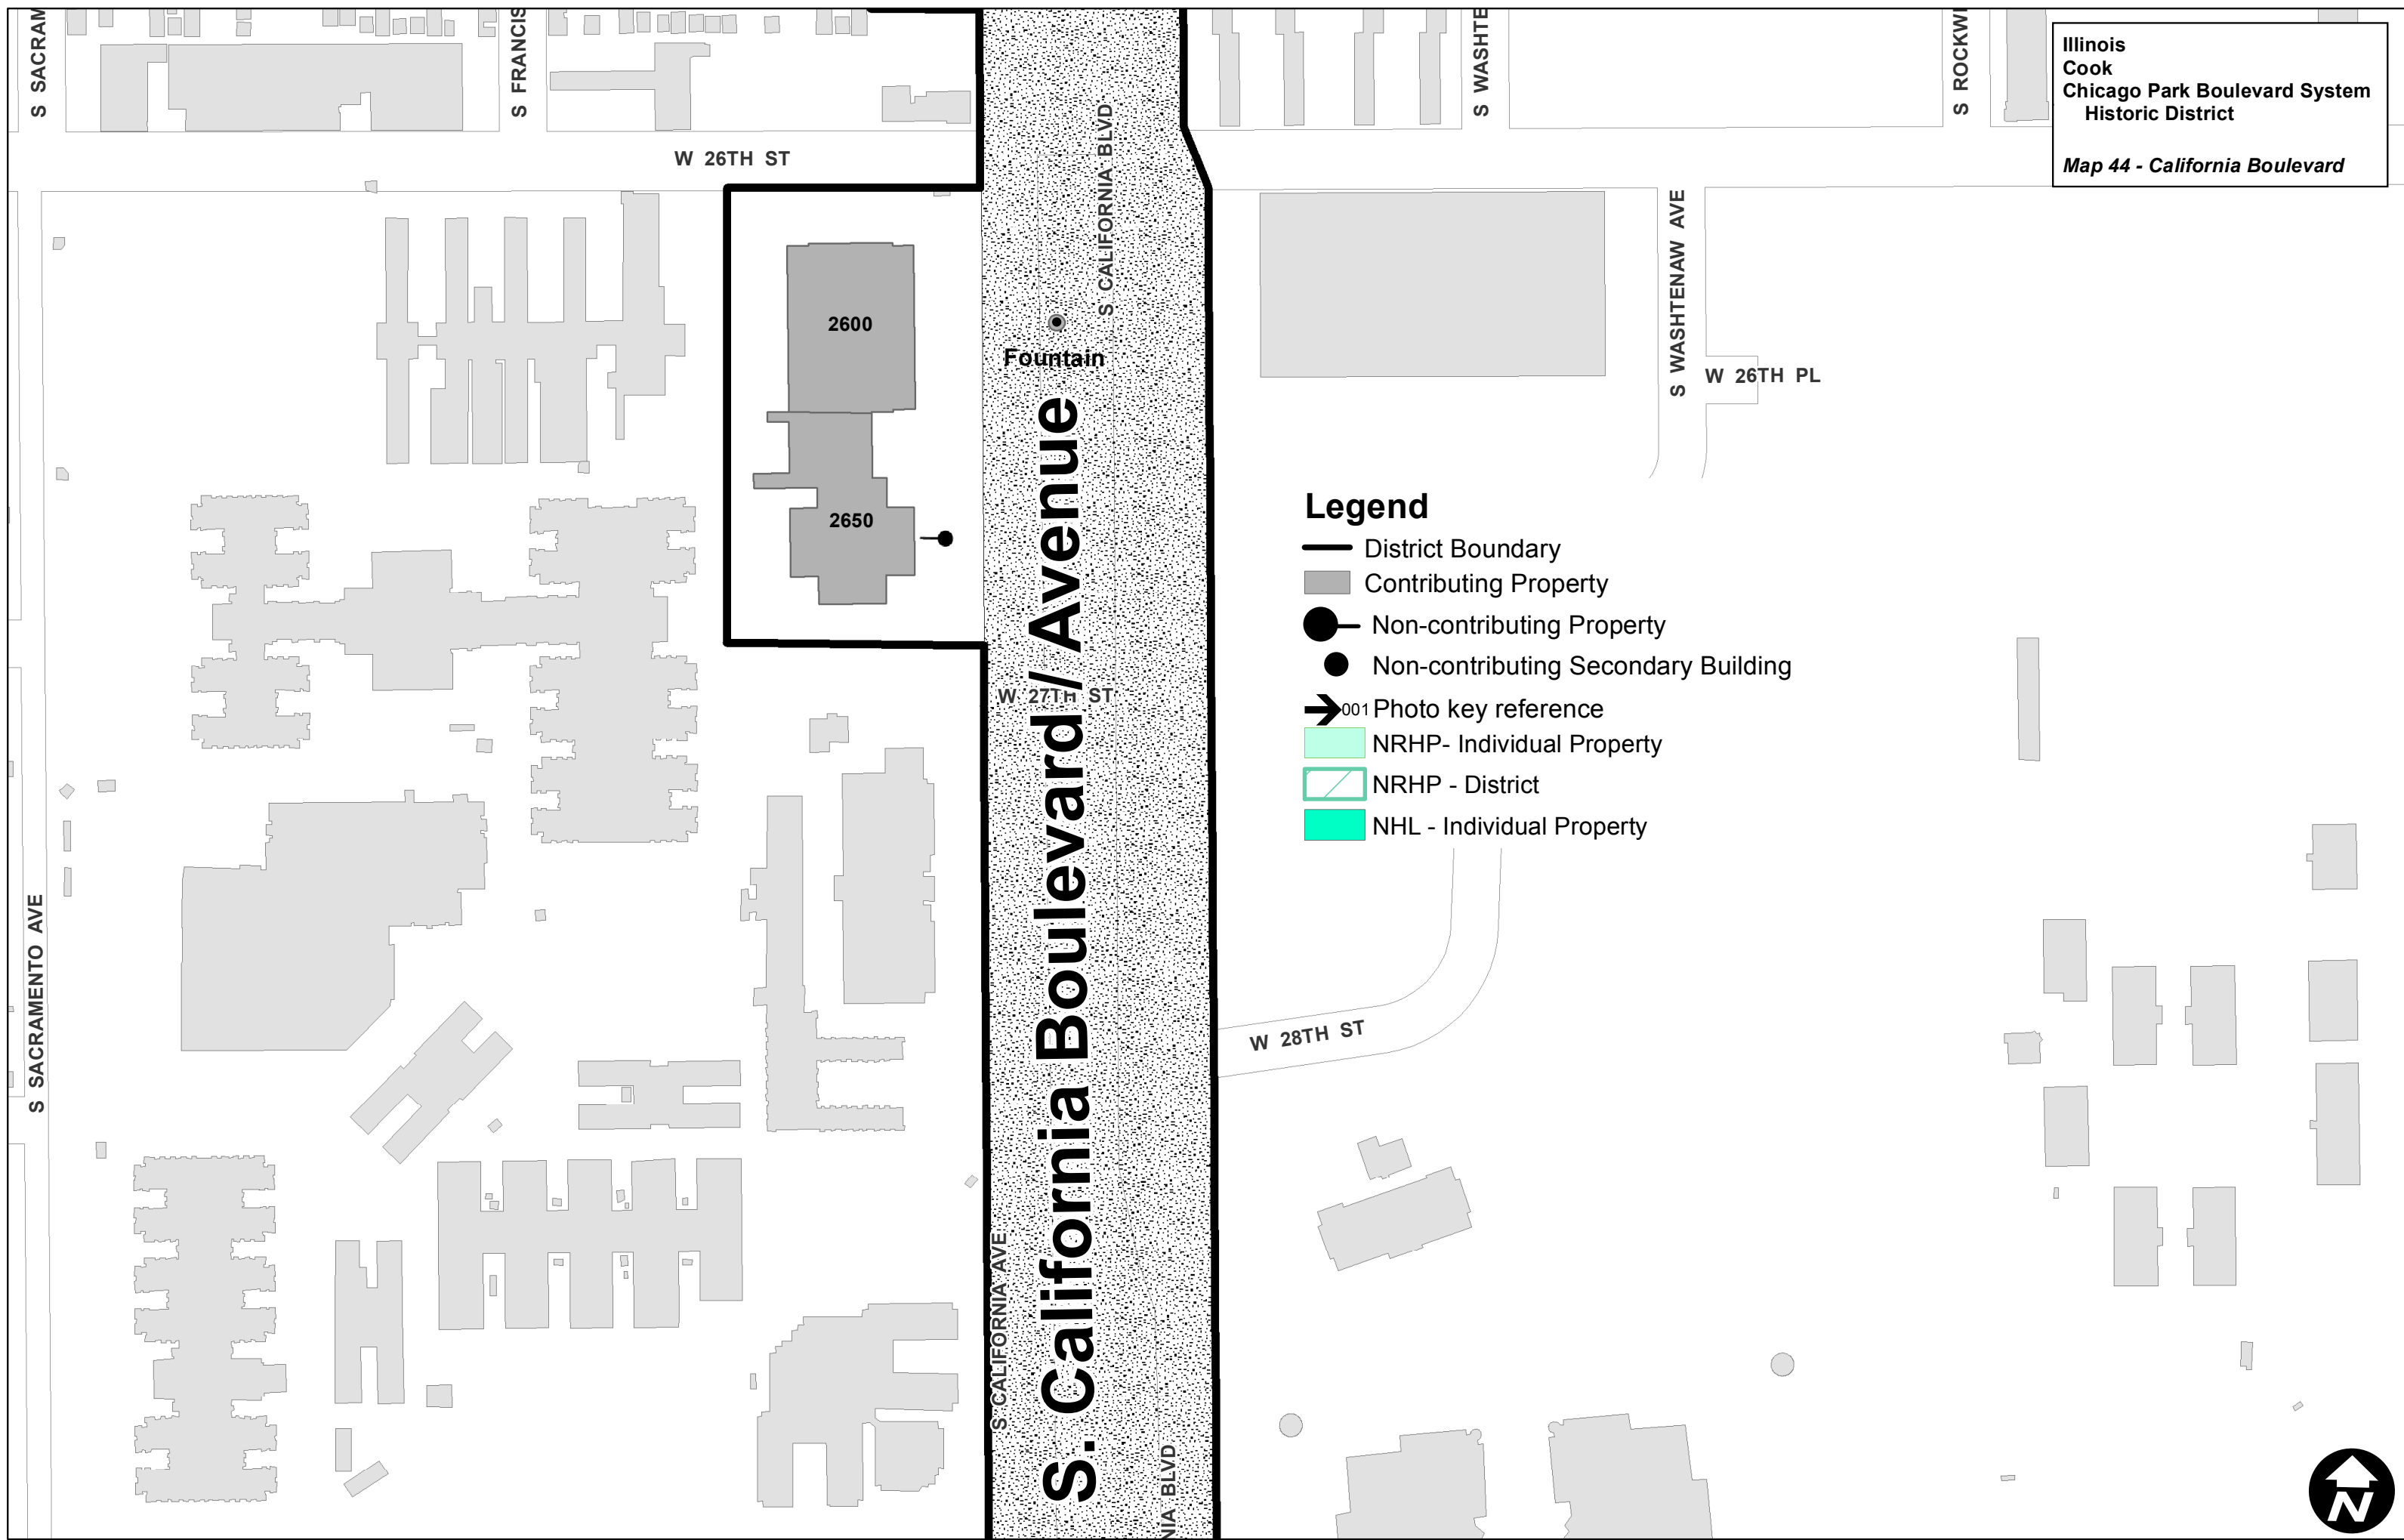 S SACRAM
S FRANCIS
S WASHTE
S ROCKW
Illinois
Cook
Chicago Park Boulevard System
Historic District
Map 44 - California Boulevard
W 26TH ST
S CALIFORNIA BLVD
S WASHTENAW AVE
W 26TH PL
2600
Fountain
2650
S. California Boulevard / Avenue
W 27TH ST
Legend
District Boundary
Contributing Property
Non-contributing Property
Non-contributing Secondary Building
001 Photo key reference
NRHP- Individual Property
NRHP - District
NHL - Individual Property
S SACRAMENTO AVE
W 28TH ST
S CALIFORNIA AVE
NIA BLVD
N